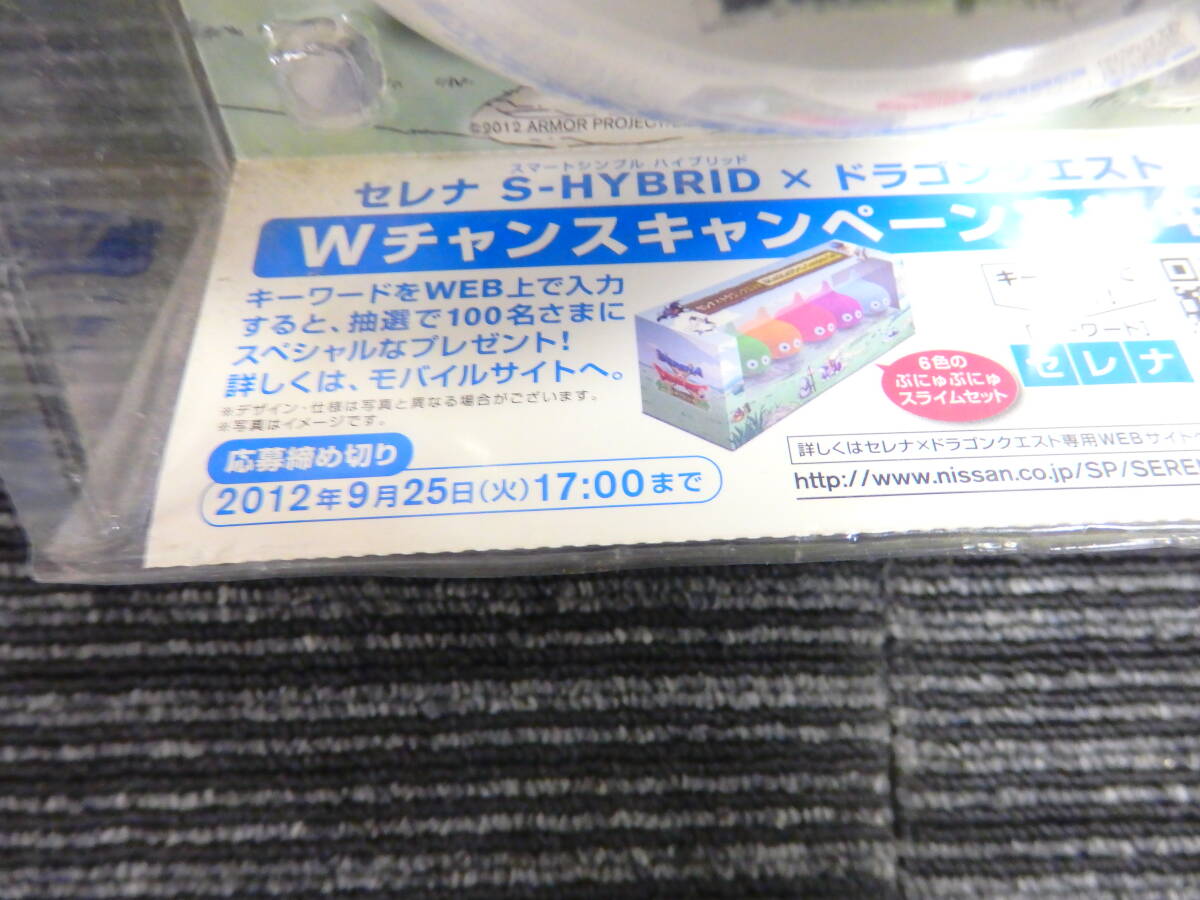 ©2012 ARMOR PROJECT
スマートシンプル ハイブリッド
セレナ S-HYBRID × ドラゴンクエスト
Wチャンスキャンペーン
キーワードをWEB上で入力
すると、抽選で100名さまに
スペシャルなプレゼント!
詳しくは、モバイルサイトへ。
※デザイン・仕様は写真と異なる場合がございます。
※写真はイメージです。
応募締め切り
2012年9月25日(火)17:00まで
6色の
ぷにゅぷにゅ
スライムセット
セレナ
詳しくはセレナ×ドラゴンクエスト専用WEBサイト
http://www.nissan.co.jp/SP/SERE